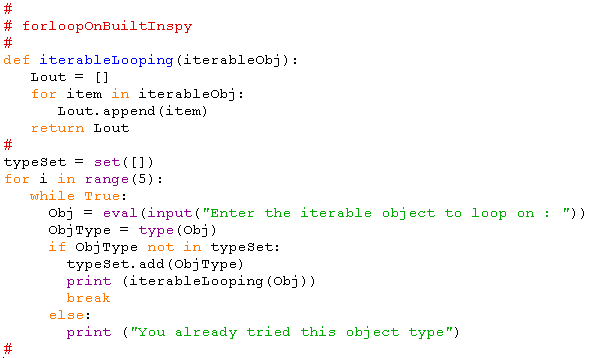 #
# forloopOnBuiltInspy
#
def iterableLooping(iterableObj):
   Lout = []
   for item in iterableObj:
      Lout.append(item)
   return Lout
#
typeSet = set([])
for i in range(5):
   while True:
     Obj = eval(input("Enter the iterable object to loop on : "))
     ObjType = type(Obj)
     if ObjType not in typeSet:
       typeSet.add(ObjType)
       print (iterableLooping(Obj))
       break
     else:
       print ("You already tried this object type")
#